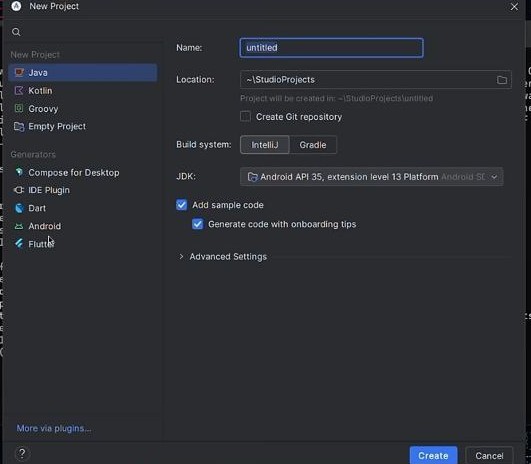 New Project
New Project
Java
Kotlin
Groovy
Empty Project
Generators
Compose for Desktop
IDE Plugin
Dart
Android
Flutter
More via plugins...
?
Name:
untitled
Location:
~\StudioProjects
Project will be created in: ~\StudioProjects\untitled
Create Git repository
Build system:
IntelliJ
Gradle
JDK:
Android API 35, extension level 13 Platform Android SD
Add sample code
Generate code with onboarding tips
Advanced Settings
Create
Cancel